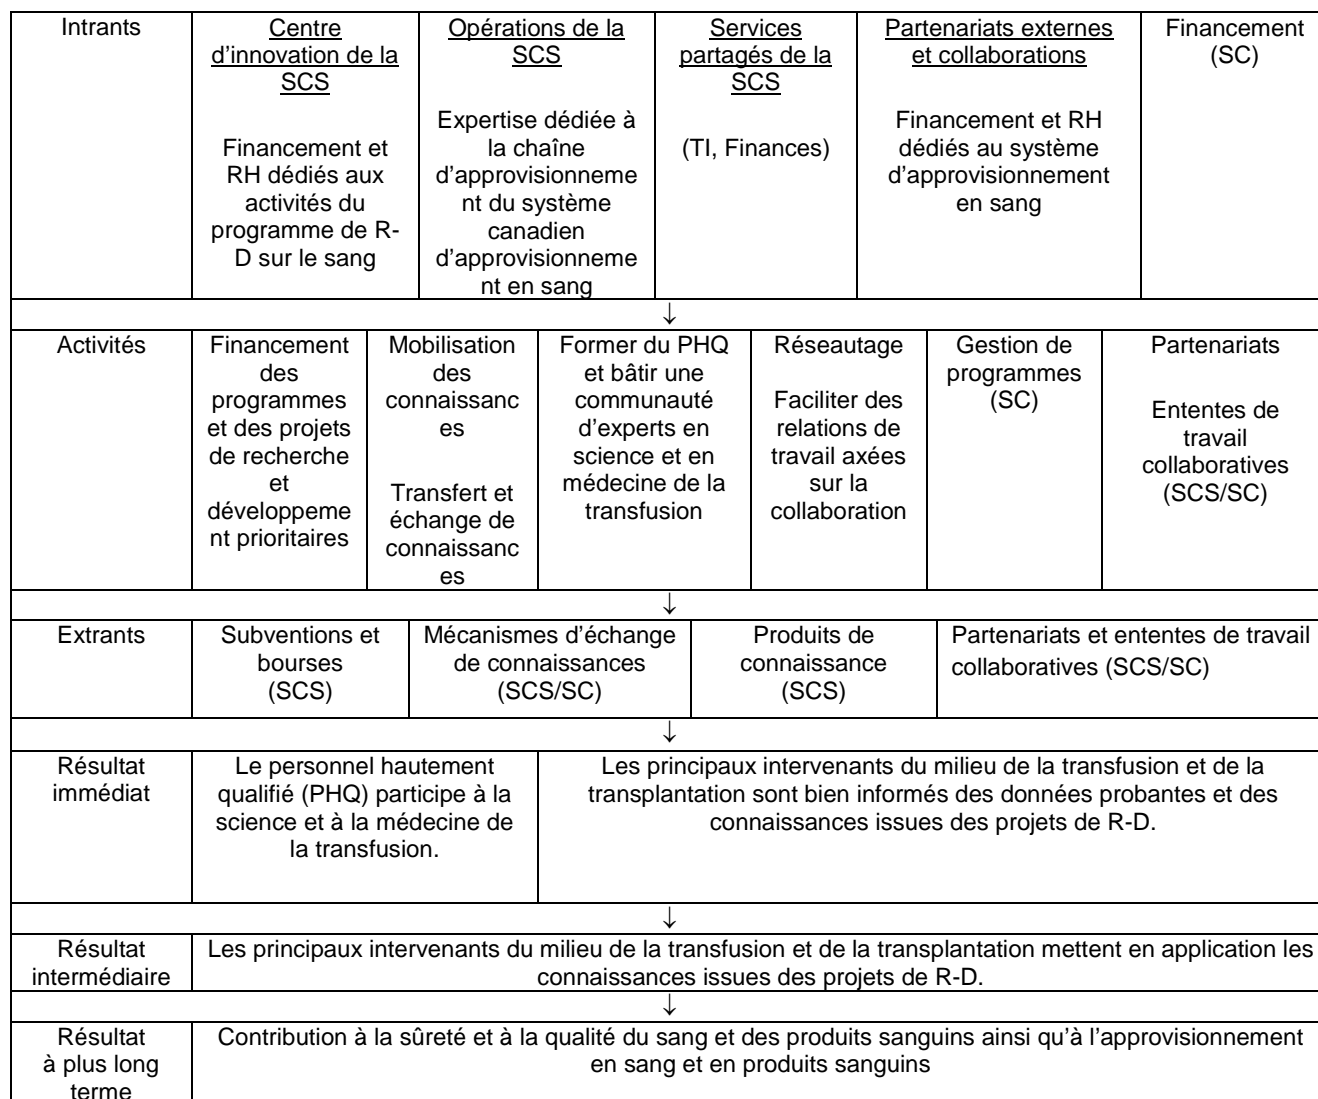 Intrants
Centre
d'innovation de la
SCS
Financement et
RH dédiés aux
activités du
programme de R-
D sur le sang
Opérations de la
SCS
Expertise dédiée à
la chaîne
d'approvisionneme
nt du système
canadien
d'approvisionneme
nt en sang
Services
partagés de la
SCS
(TI, Finances)
Partenariats externes
et collaborations
Financement et RH
dédiés au système
d'approvisionnement
en sang
Financement
(SC)
↓
Activités
Financement
des
programmes
et des projets
de recherche
et
développeme
nt prioritaires
Mobilisation
des
connaissanc
es
Transfert et
échange de
connaissanc
es
Former du PHQ
et bâtir une
communauté
d'experts en
science et en
médecine de la
transfusion
Réseautage
Faciliter des
relations de
travail axées
sur la
collaboration
Gestion de
programmes
(SC)
Partenariats
Ententes de
travail
collaboratives
(SCS/SC)
↓
Extrants
Subventions et
bourses
(SCS)
Mécanismes d'échange
de connaissances
(SCS/SC)
Produits de
connaissance
(SCS)
Partenariats et ententes de travail
collaboratives (SCS/SC)
↓
Résultat
immédiat
Le personnel hautement
qualifié (PHQ) participe à la
science et à la médecine de
la transfusion.
Les principaux intervenants du milieu de la transfusion et de la
transplantation sont bien informés des données probantes et des
connaissances issues des projets de R-D.
↓
Résultat
intermédiaire
Les principaux intervenants du milieu de la transfusion et de la transplantation mettent en application les
connaissances issues des projets de R-D.
↓
Résultat
à plus long
terme
Contribution à la sûreté et à la qualité du sang et des produits sanguins ainsi qu'à l'approvisionnement
en sang et en produits sanguins